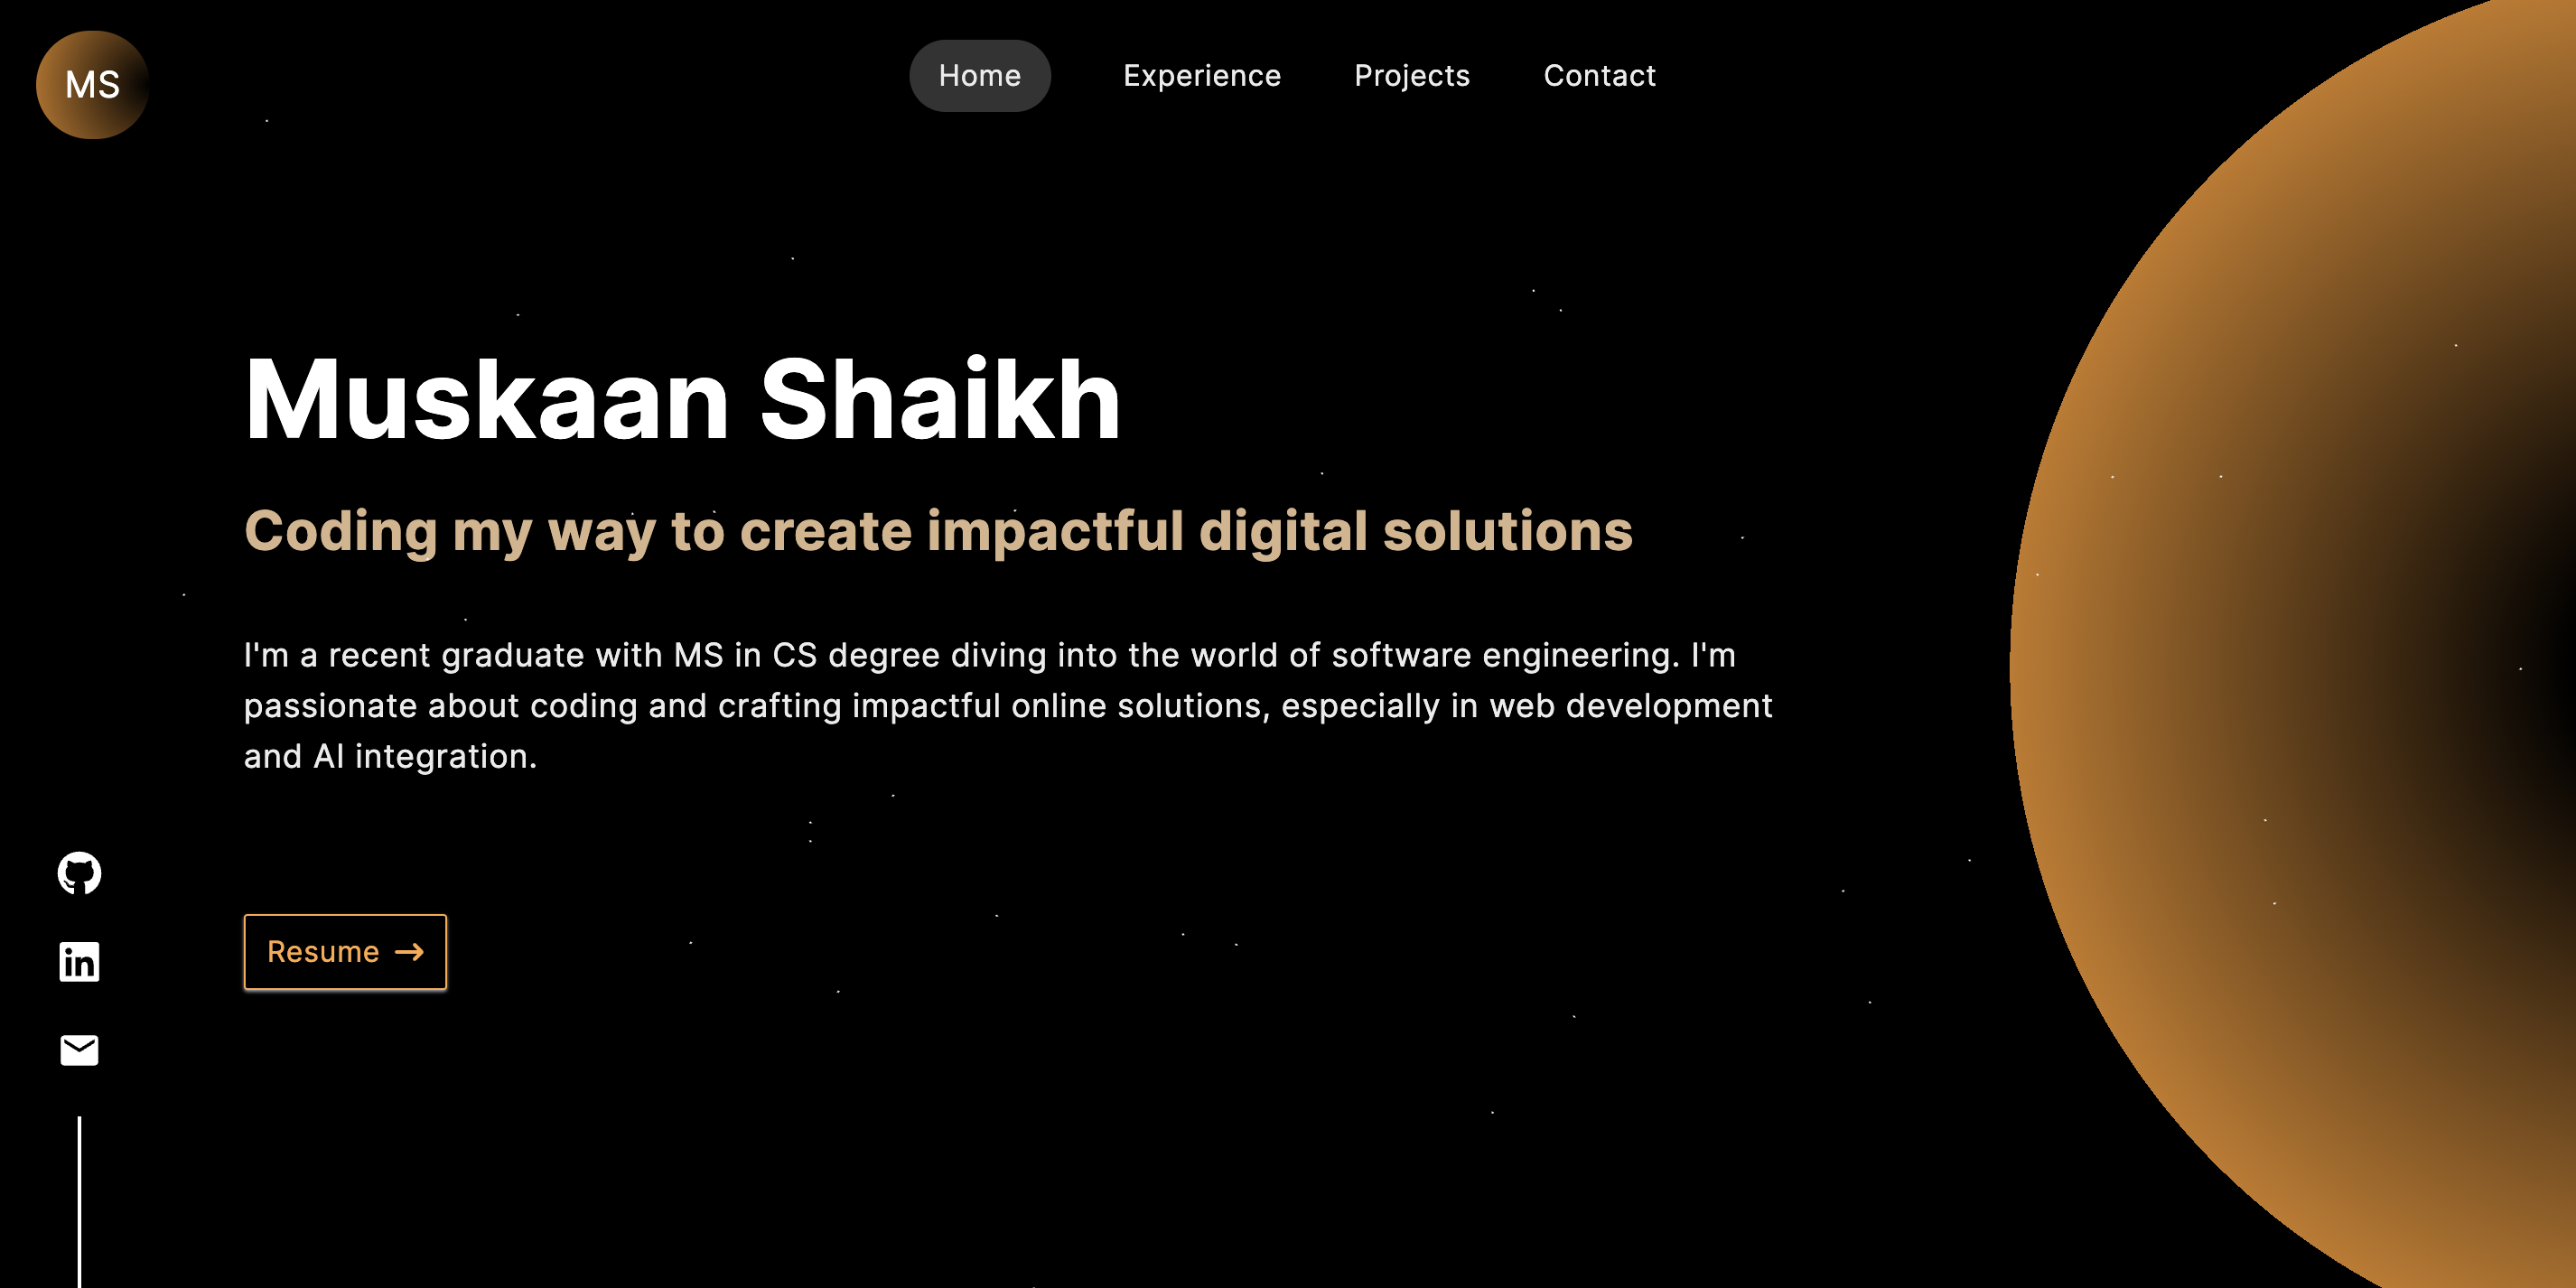 MS
Home
Experience
Projects
Contact
Muskaan Shaikh
Coding my way to create impactful digital solutions
I'm a recent graduate with MS in CS degree diving into the world of software engineering. I'm
passionate about coding and crafting impactful online solutions, especially in web development
and AI integration.
in
Resume →